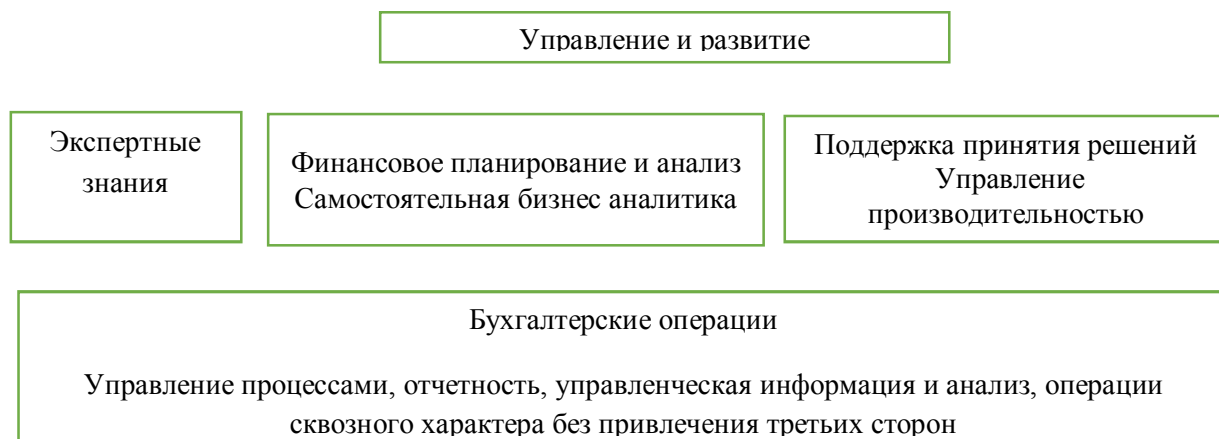 Управление и развитие
Экспертные
знания
Финансовое планирование и анализ
Самостоятельная бизнес аналитика
Поддержка принятия решений
Управление
производительностью
Бухгалтерские операции
Управление процессами, отчетность, управленческая информация и анализ, операции
сквозного характера без привлечения третьих сторон